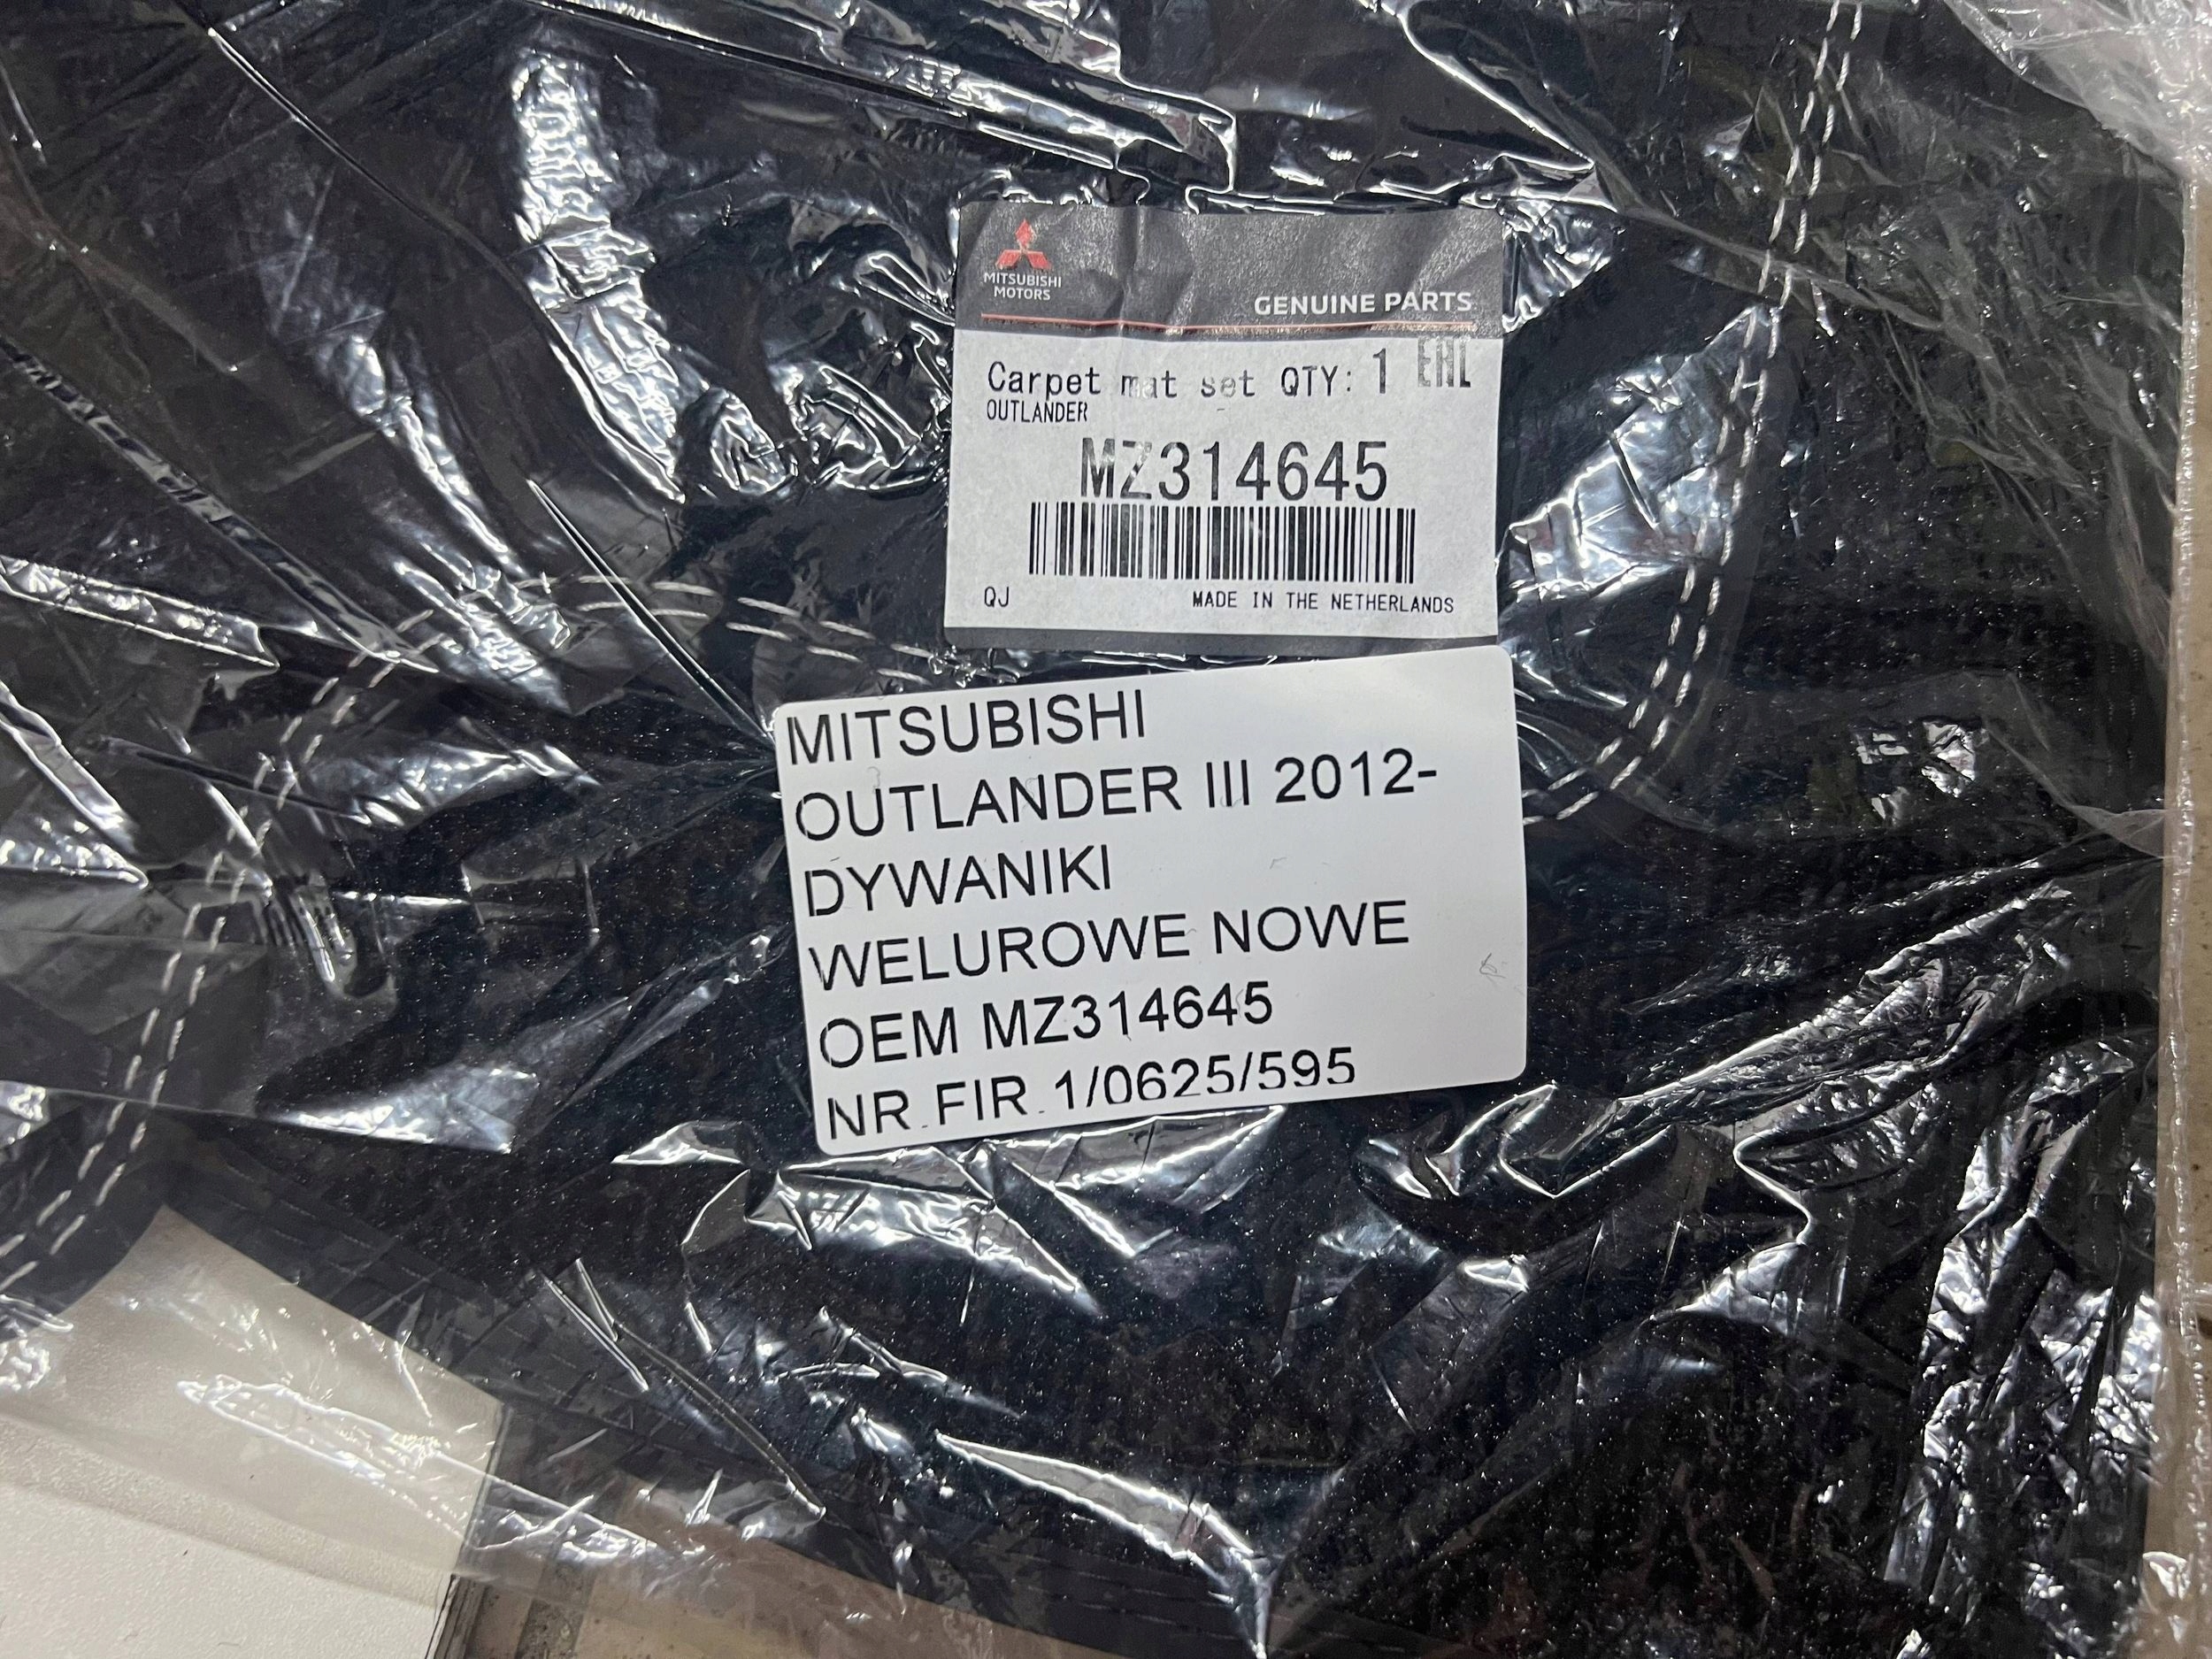 MITSUBISHI
MOTORS
GENUINE PARTS
Carpet mat set QTY: 1 EAC
OUTLANDER
MZ314645
QJ MADE IN THE NETHERLANDS
MITSUBISHI
OUTLANDER III 2012-
DYWANIKI
WELUROWE NOWE
OEM MZ314645
NR FIR 1/0625/595